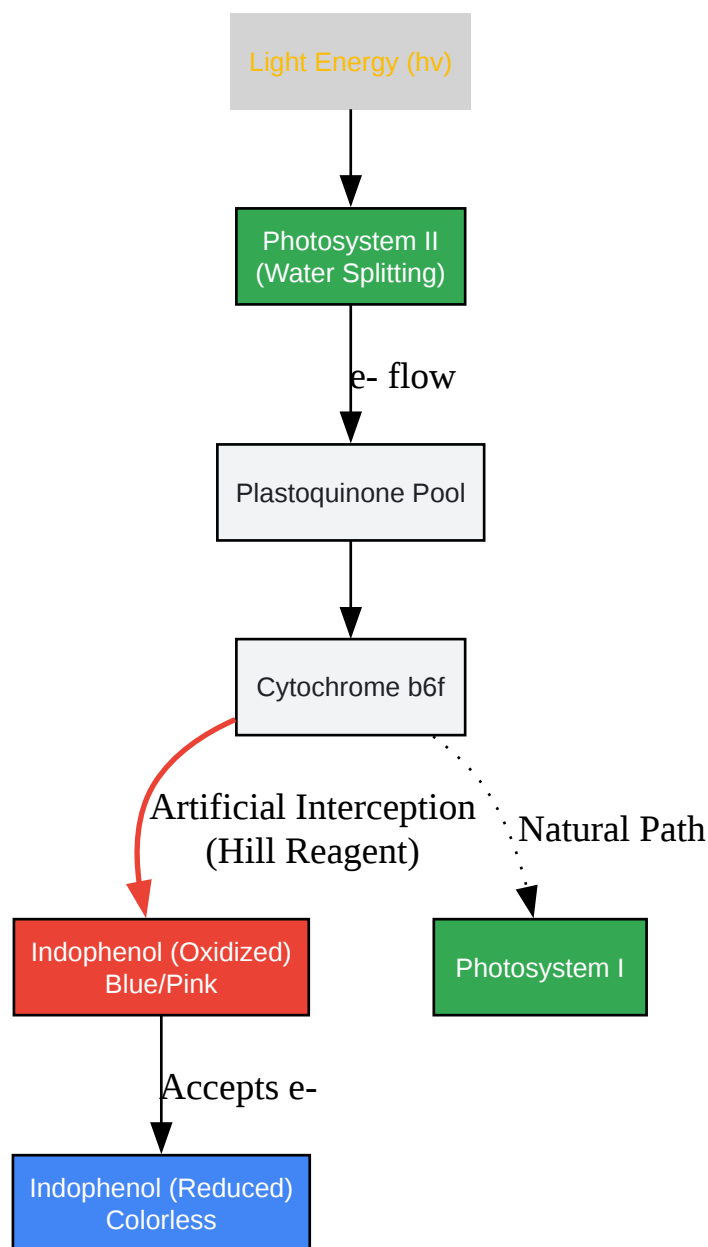 Light Energy (hv)
Photosystem II
(Water Splitting)
e- flow
Plastoquinone Pool
Cytochrome b6f
Artificial Interception
(Hill Reagent)
Natural Path
Indophenol (Oxidized)
Blue/Pink
Photosystem I
Accepts e-
Indophenol (Reduced)
Colorless